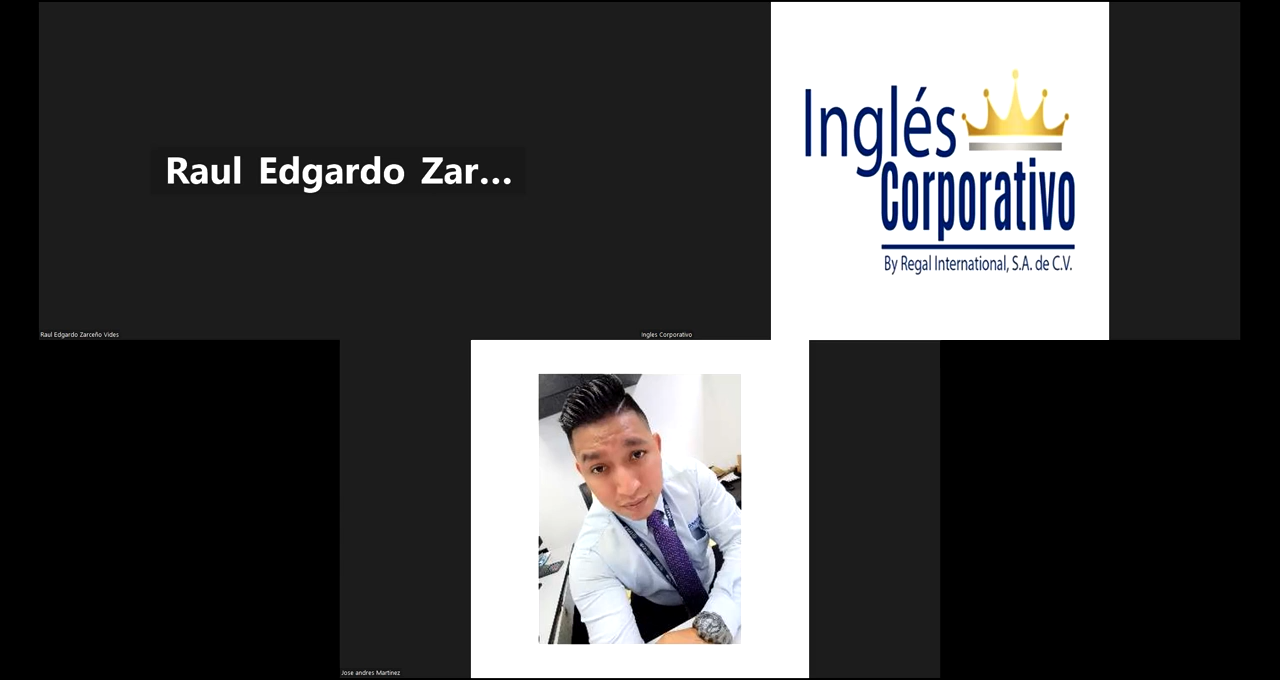 Raul Edgardo Zar...
Raul Edgardo Zarceño Vides
Inglés
Corporativo
By Regal International, S.A. de C.V.
Ingles Corporativo
Jose andres Martinez